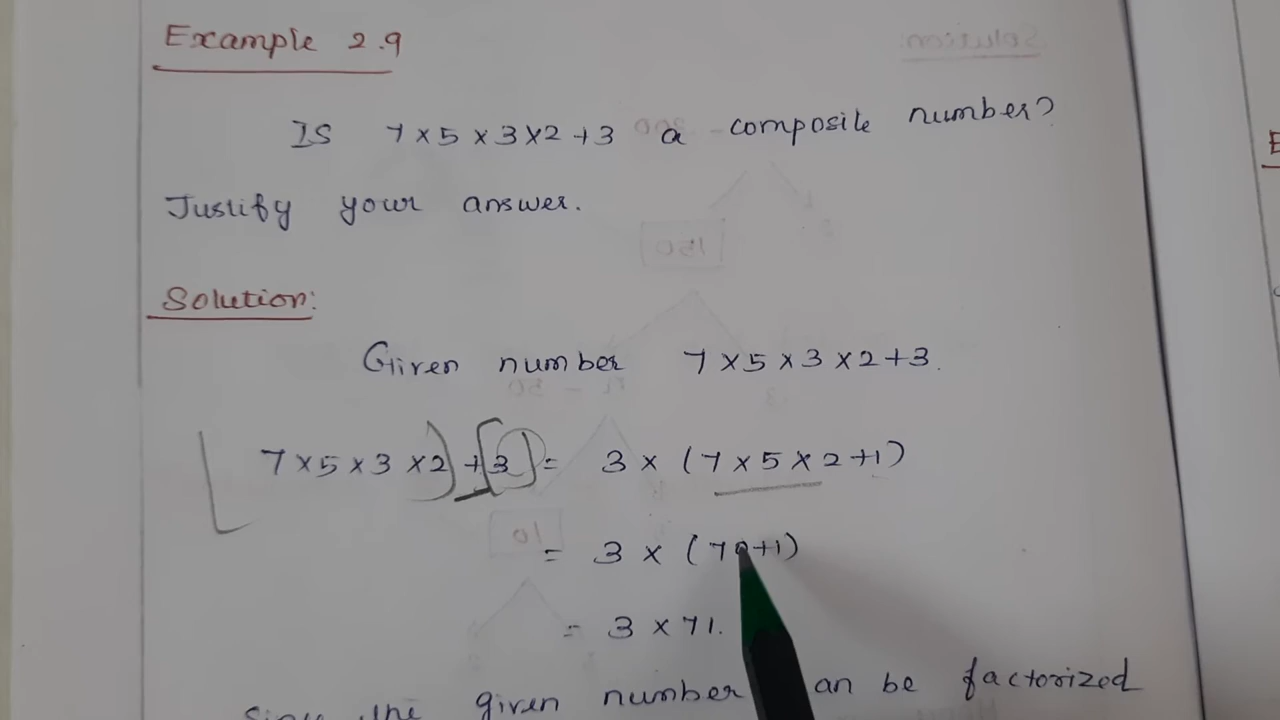 Example 2.9
Is 7×5×3×2+3 a composite number?
Justify your answer.
Solution:
Given number 7×5×3×2+3.
7×5×3×2)+[3] = 3×(7×5×2+1)
= 3×(70+1)
= 3×71.
Since the given number can be factorized